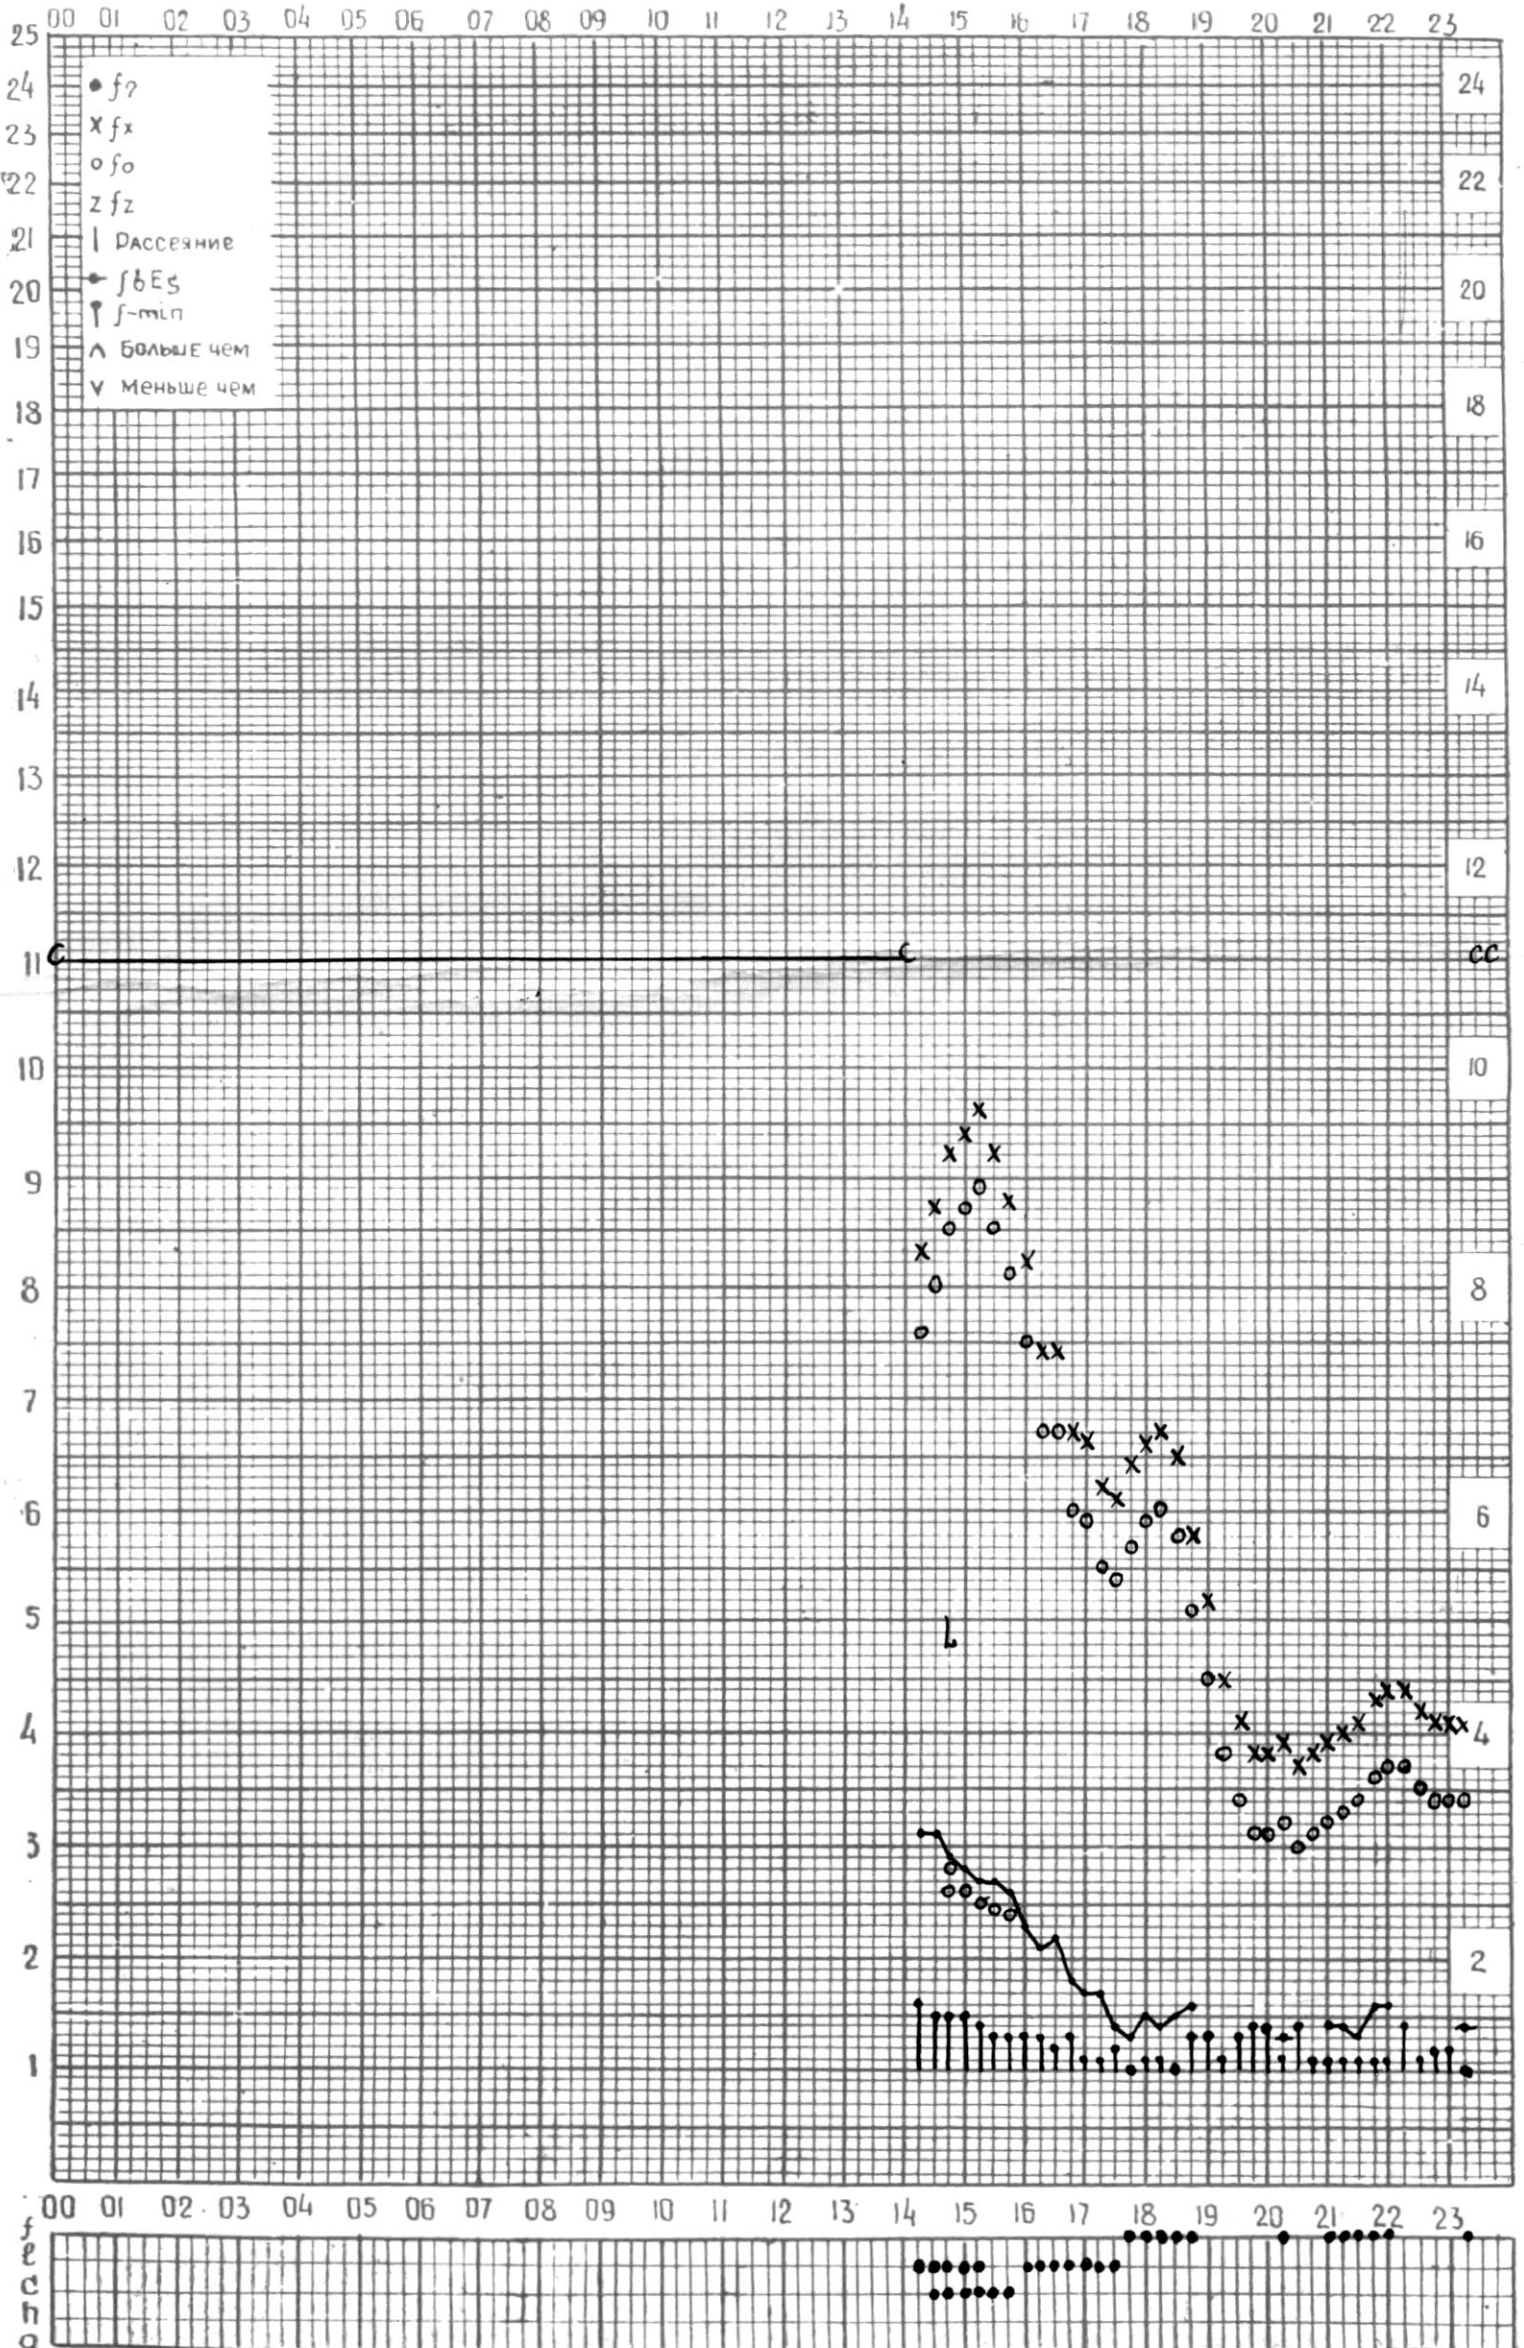 00 01 02 03 04 05 06 07 08 09 10 11 12 13 14 15 16 17 18 19 20 21 22 23
25
24 24
23
22 22
21
20 20
19
18 18
17
16 16
15
14 14
13
12 12
11
10 10
9
8 8
7
6 6
5
4 4
3
2 2
1
• f?
x fx
o fo
z fz
| Рассеяние
fbEs
f-min
∧ Больше чем
∨ Меньше чем
C C CC
L
00 01 02 03 04 05 06 07 08 09 10 11 12 13 14 15 16 17 18 19 20 21 22 23
f
l
c
h